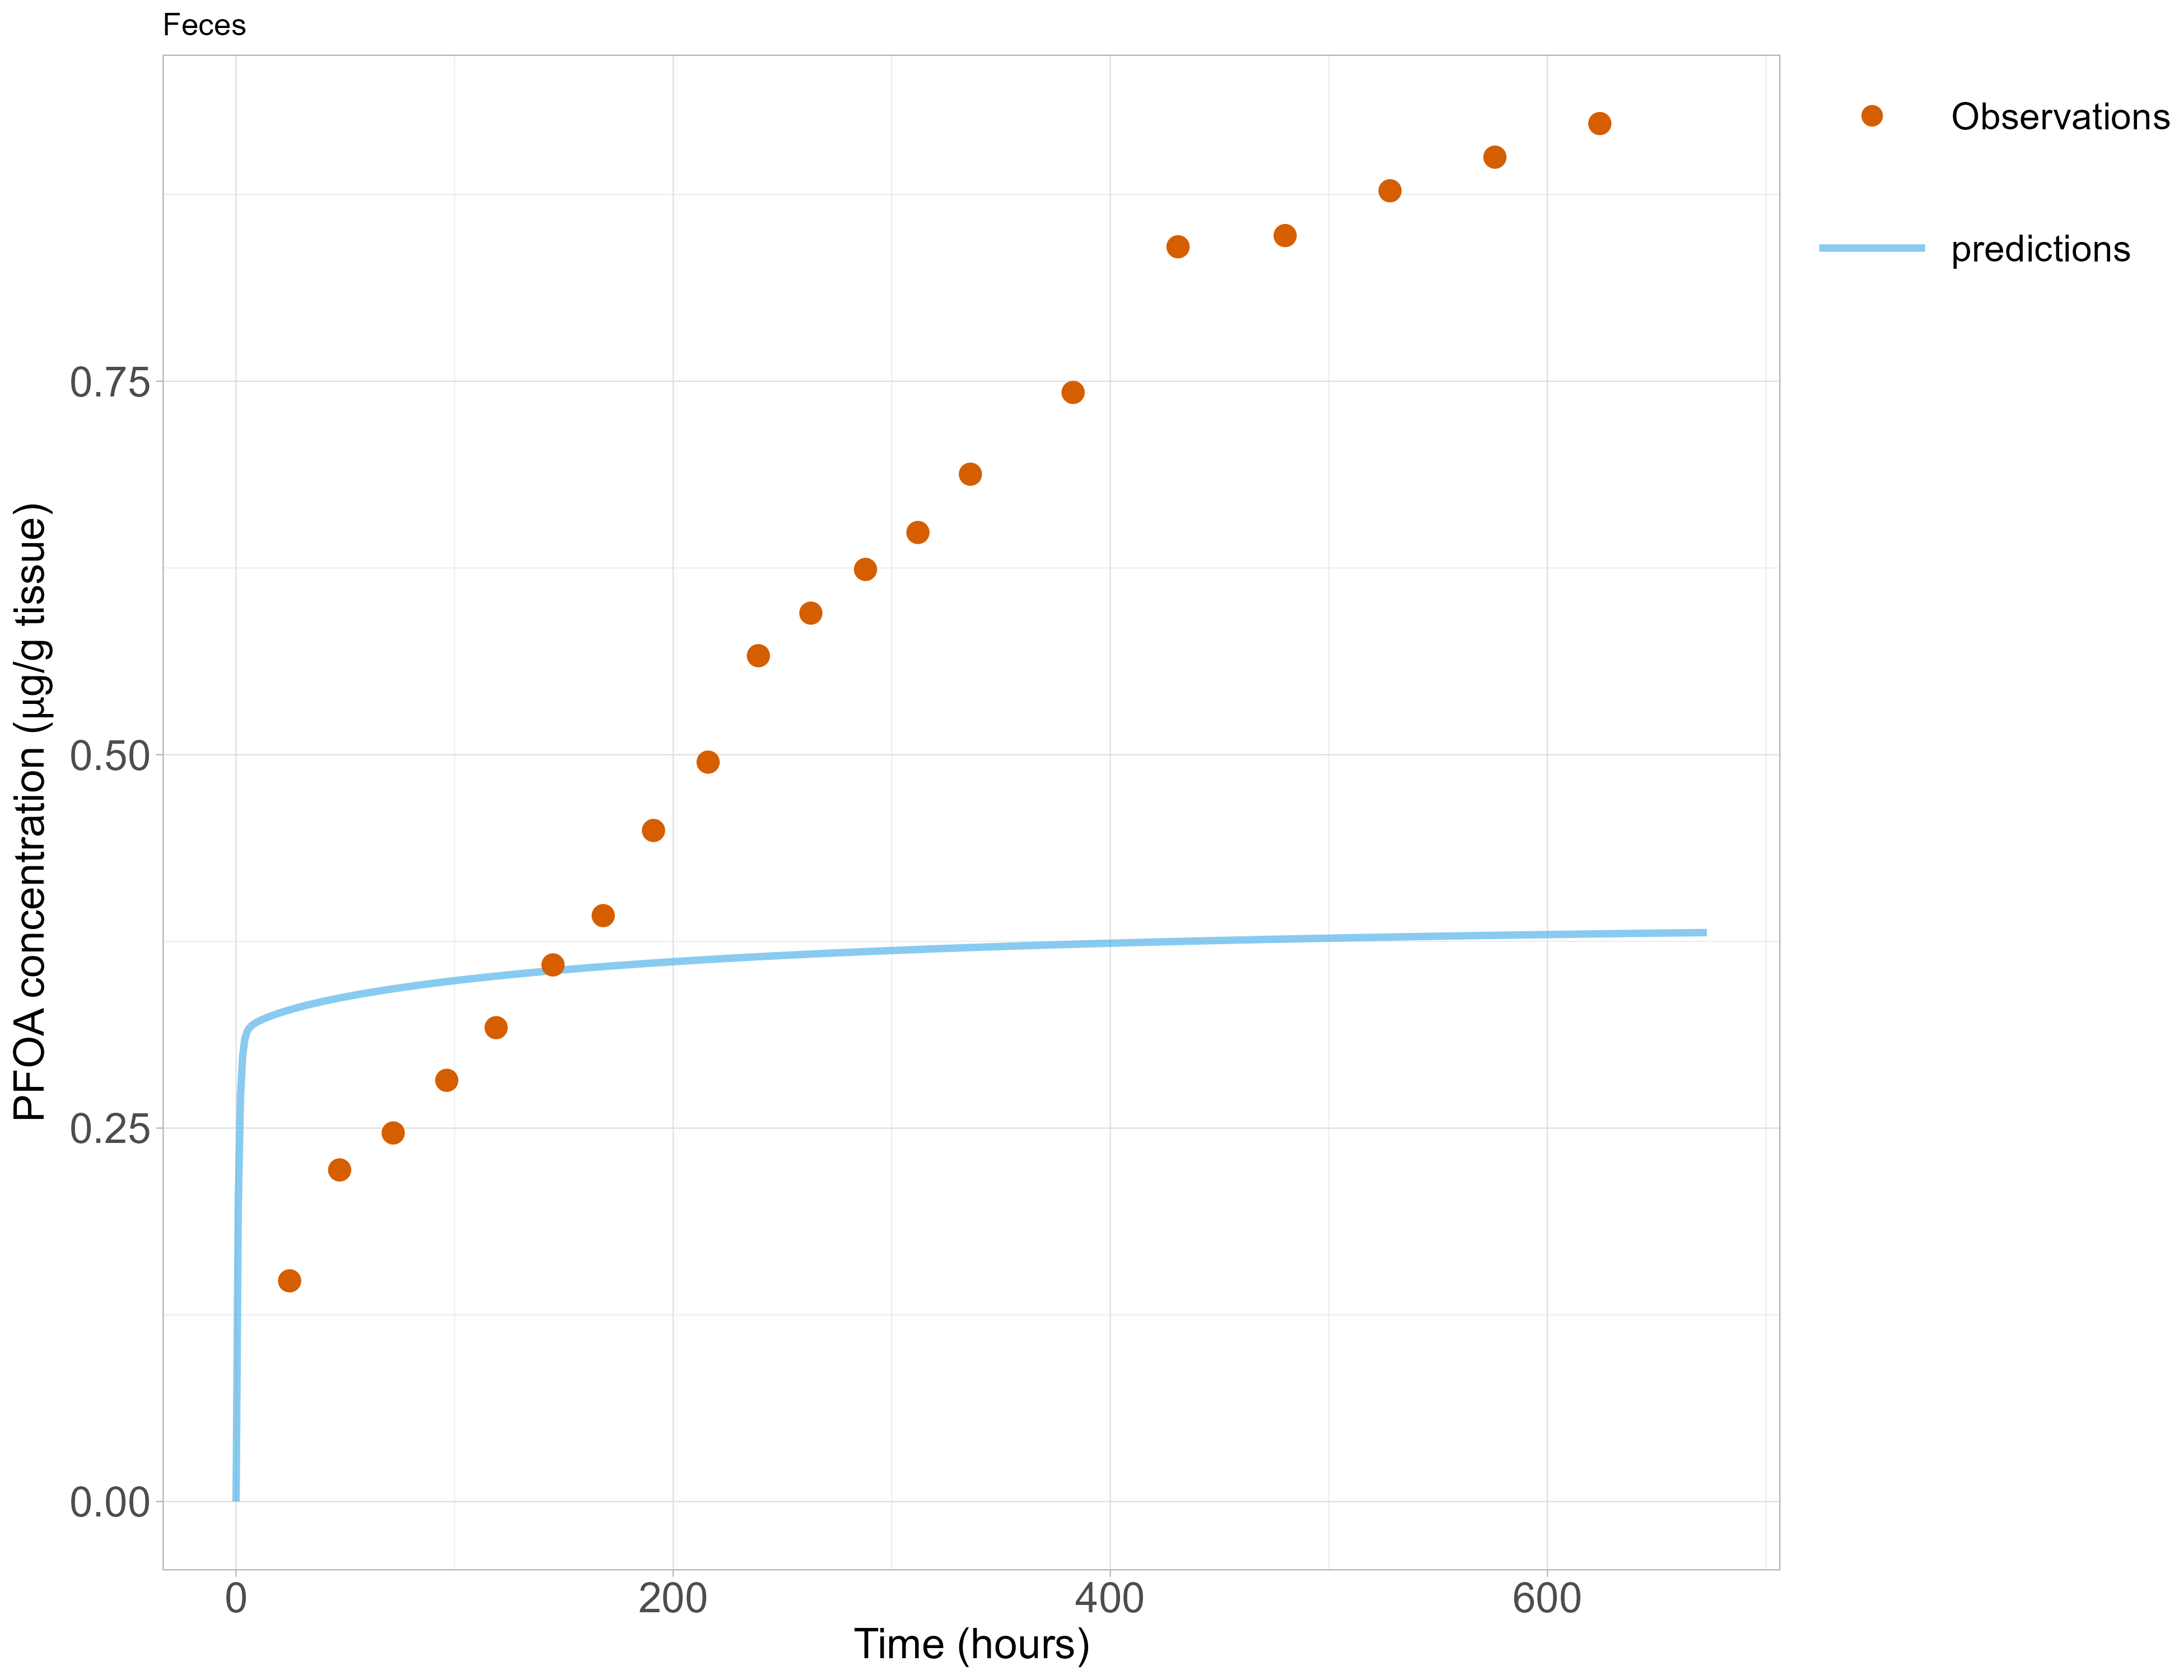 Feces
Observations
predictions
PFOA concentration (µg/g tissue)
0.75
0.50
0.25
0.00
0 200 400 600
Time (hours)